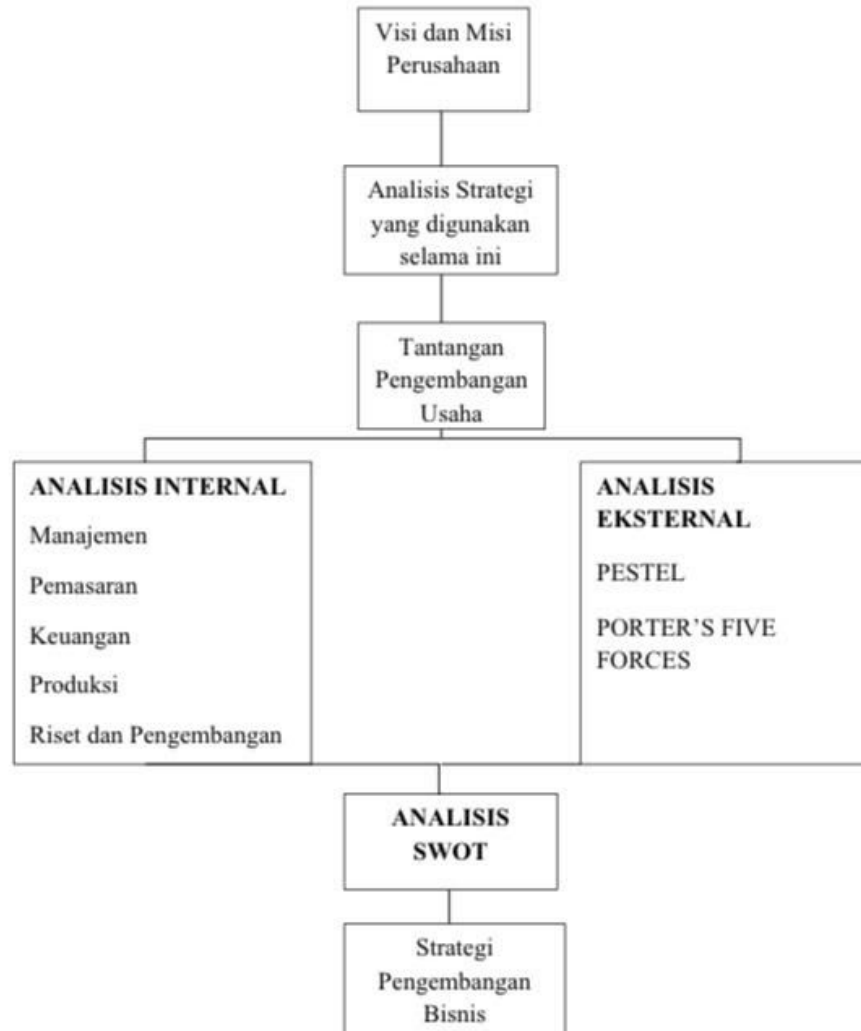 Visi dan Misi
Perusahaan
Analisis Strategi
yang digunakan
selama ini
Tantangan
Pengembangan
Usaha
ANALISIS INTERNAL
Manajemen
Pemasaran
Keuangan
Produksi
Riset dan Pengembangan
ANALISIS
EKSTERNAL
PESTEL
PORTER'S FIVE
FORCES
ANALISIS
SWOT
Strategi
Pengembangan
Bisnis